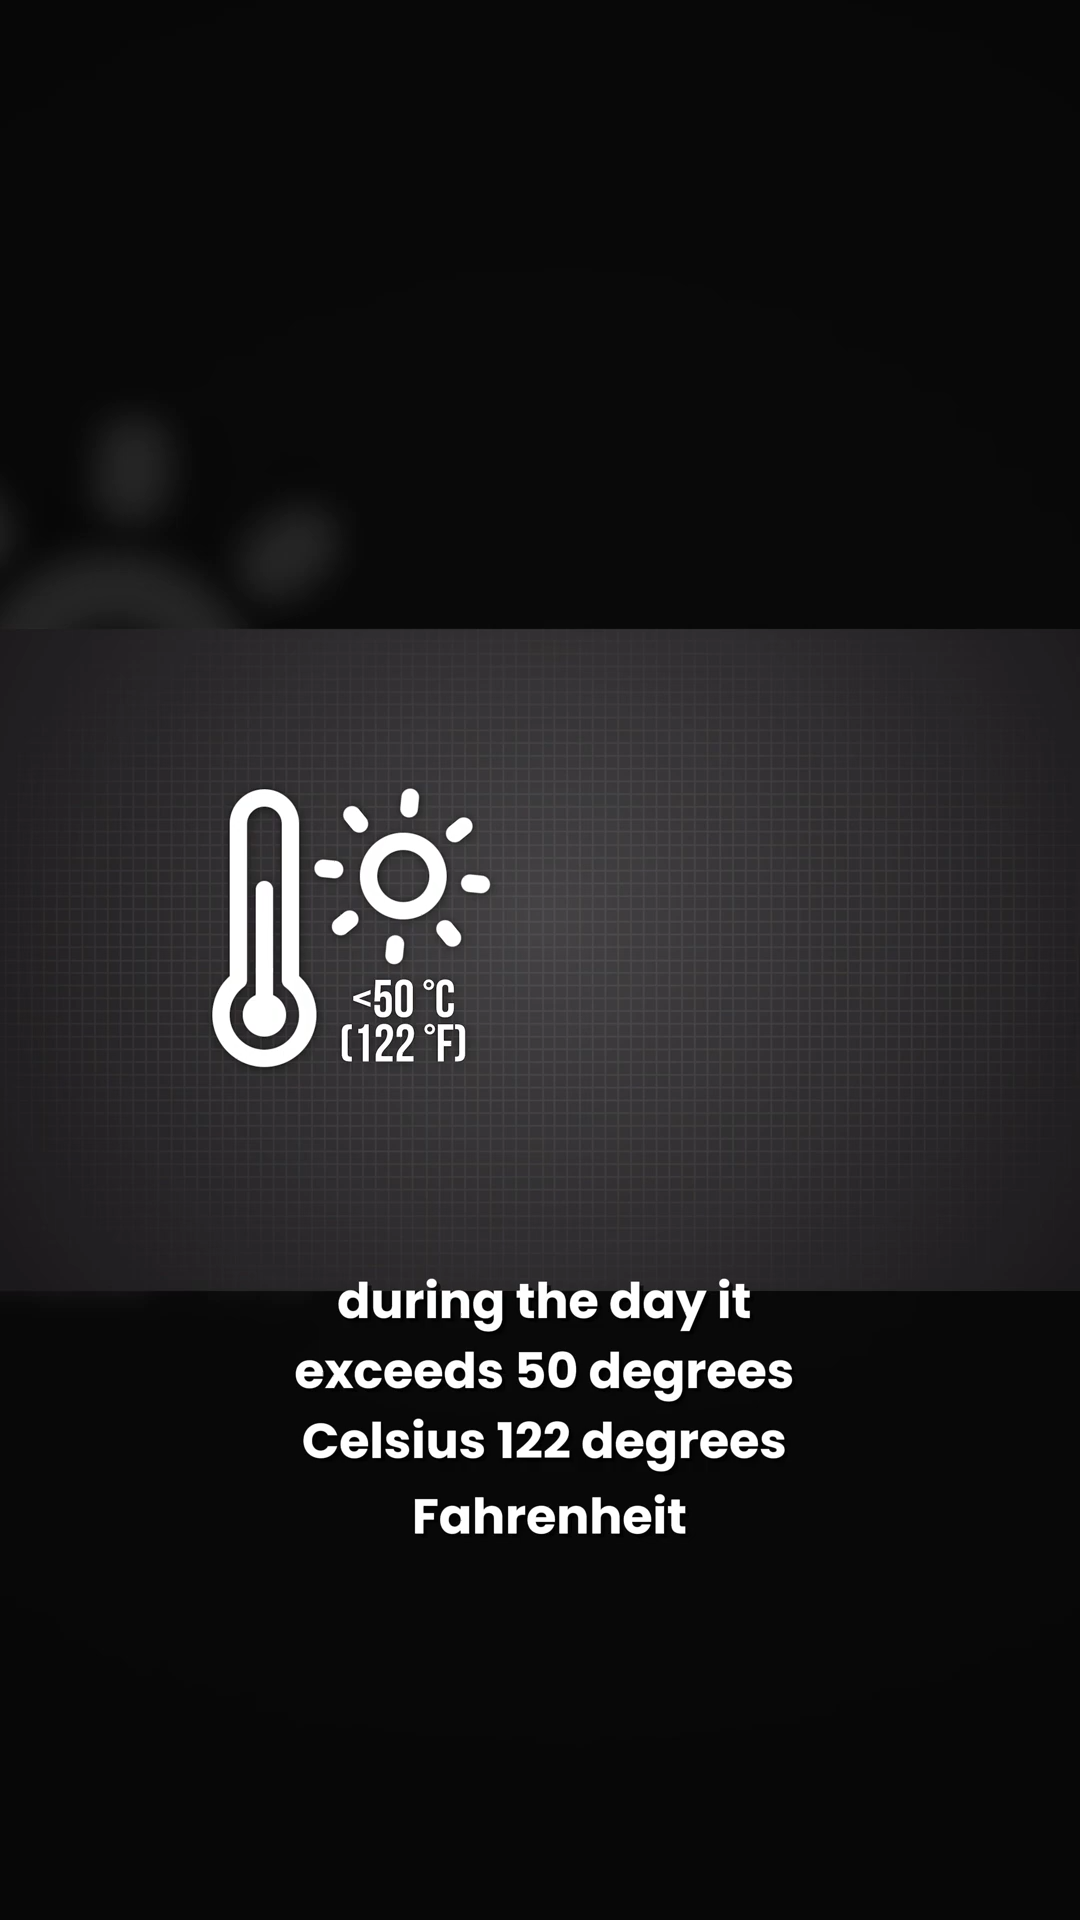 <50 °C
(122 °F)
during the day it
exceeds 50 degrees
Celsius 122 degrees
Fahrenheit